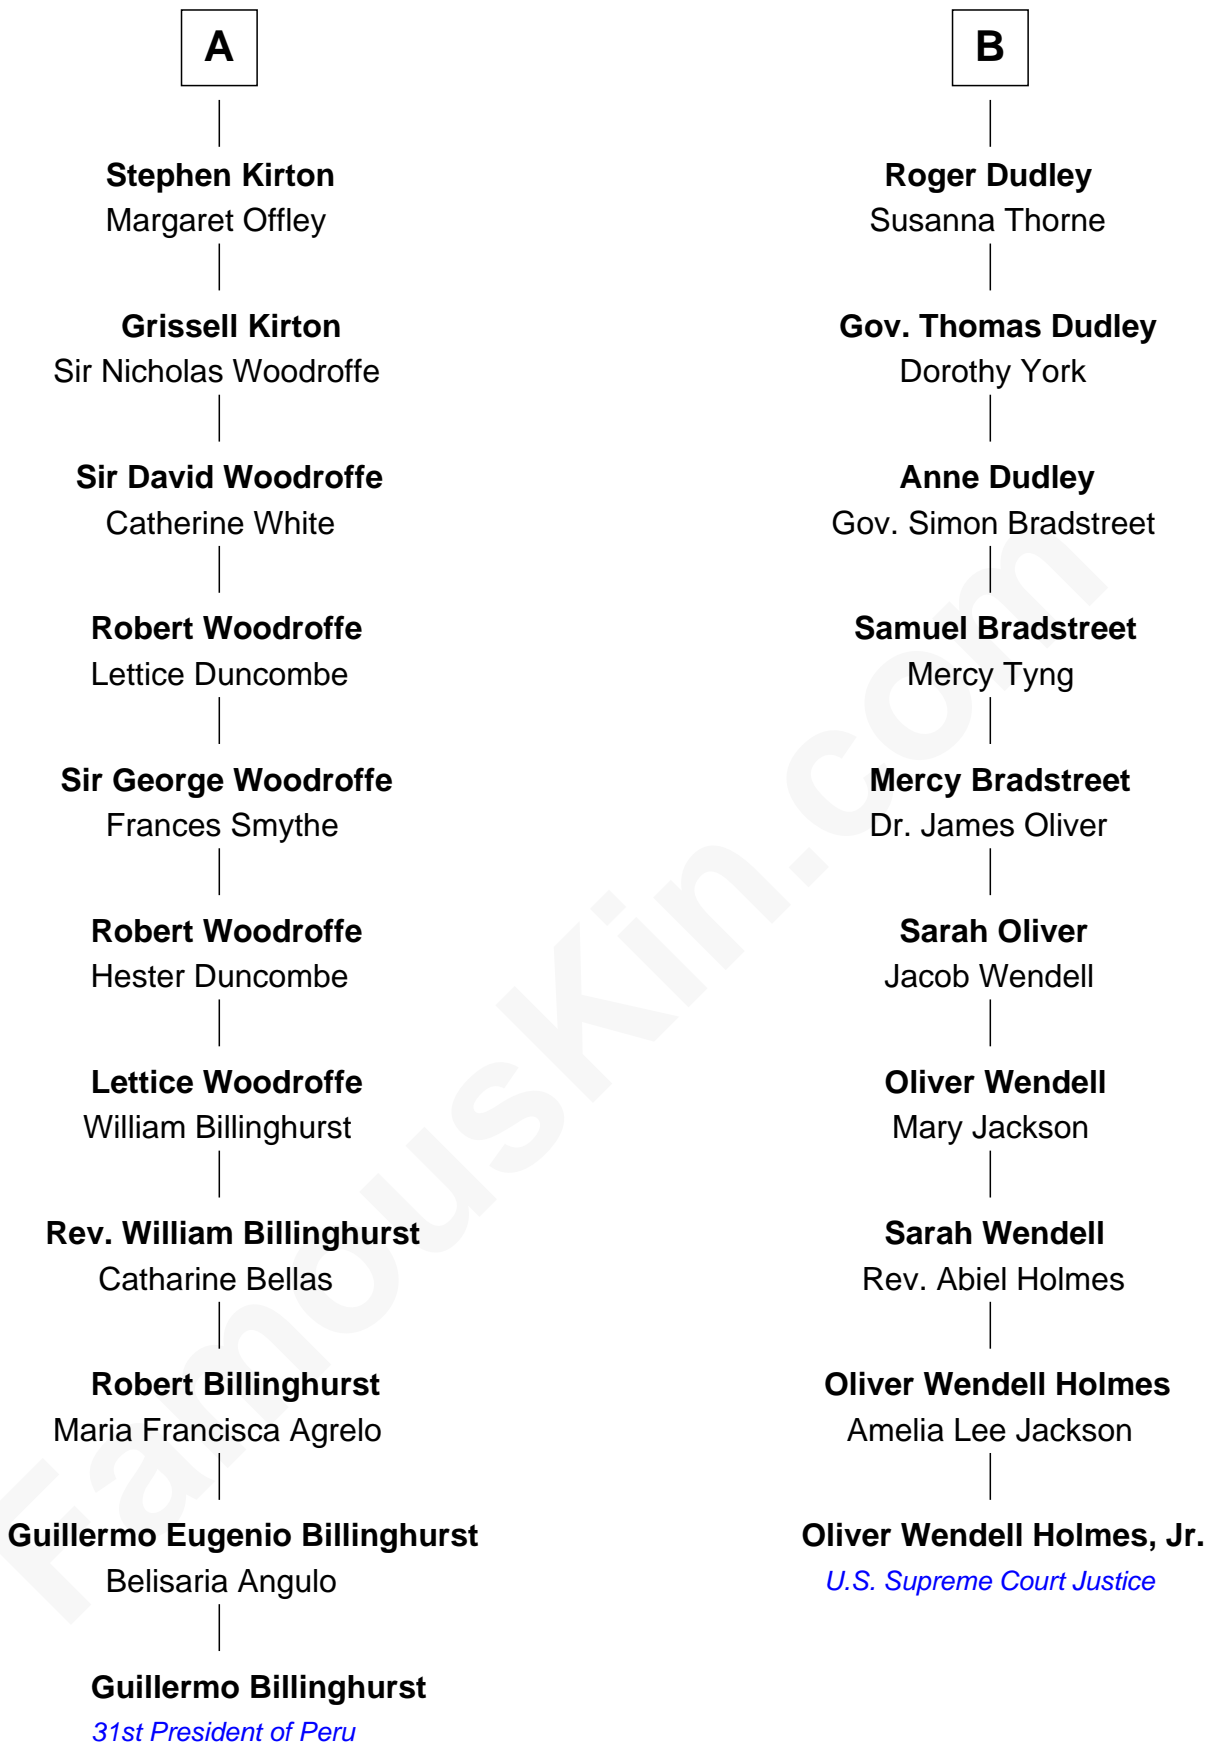 A
Stephen Kirton
Margaret Offley
Grissell Kirton
Sir Nicholas Woodroffe
Sir David Woodroffe
Catherine White
Robert Woodroffe
Lettice Duncombe
Sir George Woodroffe
Frances Smythe
Robert Woodroffe
Hester Duncombe
Lettice Woodroffe
William Billinghurst
Rev. William Billinghurst
Catharine Bellas
Robert Billinghurst
Maria Francisca Agrelo
Guillermo Eugenio Billinghurst
Belisaria Angulo
Guillermo Billinghurst
31st President of Peru
B
Roger Dudley
Susanna Thorne
Gov. Thomas Dudley
Dorothy York
Anne Dudley
Gov. Simon Bradstreet
Samuel Bradstreet
Mercy Tyng
Mercy Bradstreet
Dr. James Oliver
Sarah Oliver
Jacob Wendell
Oliver Wendell
Mary Jackson
Sarah Wendell
Rev. Abiel Holmes
Oliver Wendell Holmes
Amelia Lee Jackson
Oliver Wendell Holmes, Jr.
U.S. Supreme Court Justice
FamousKin.com